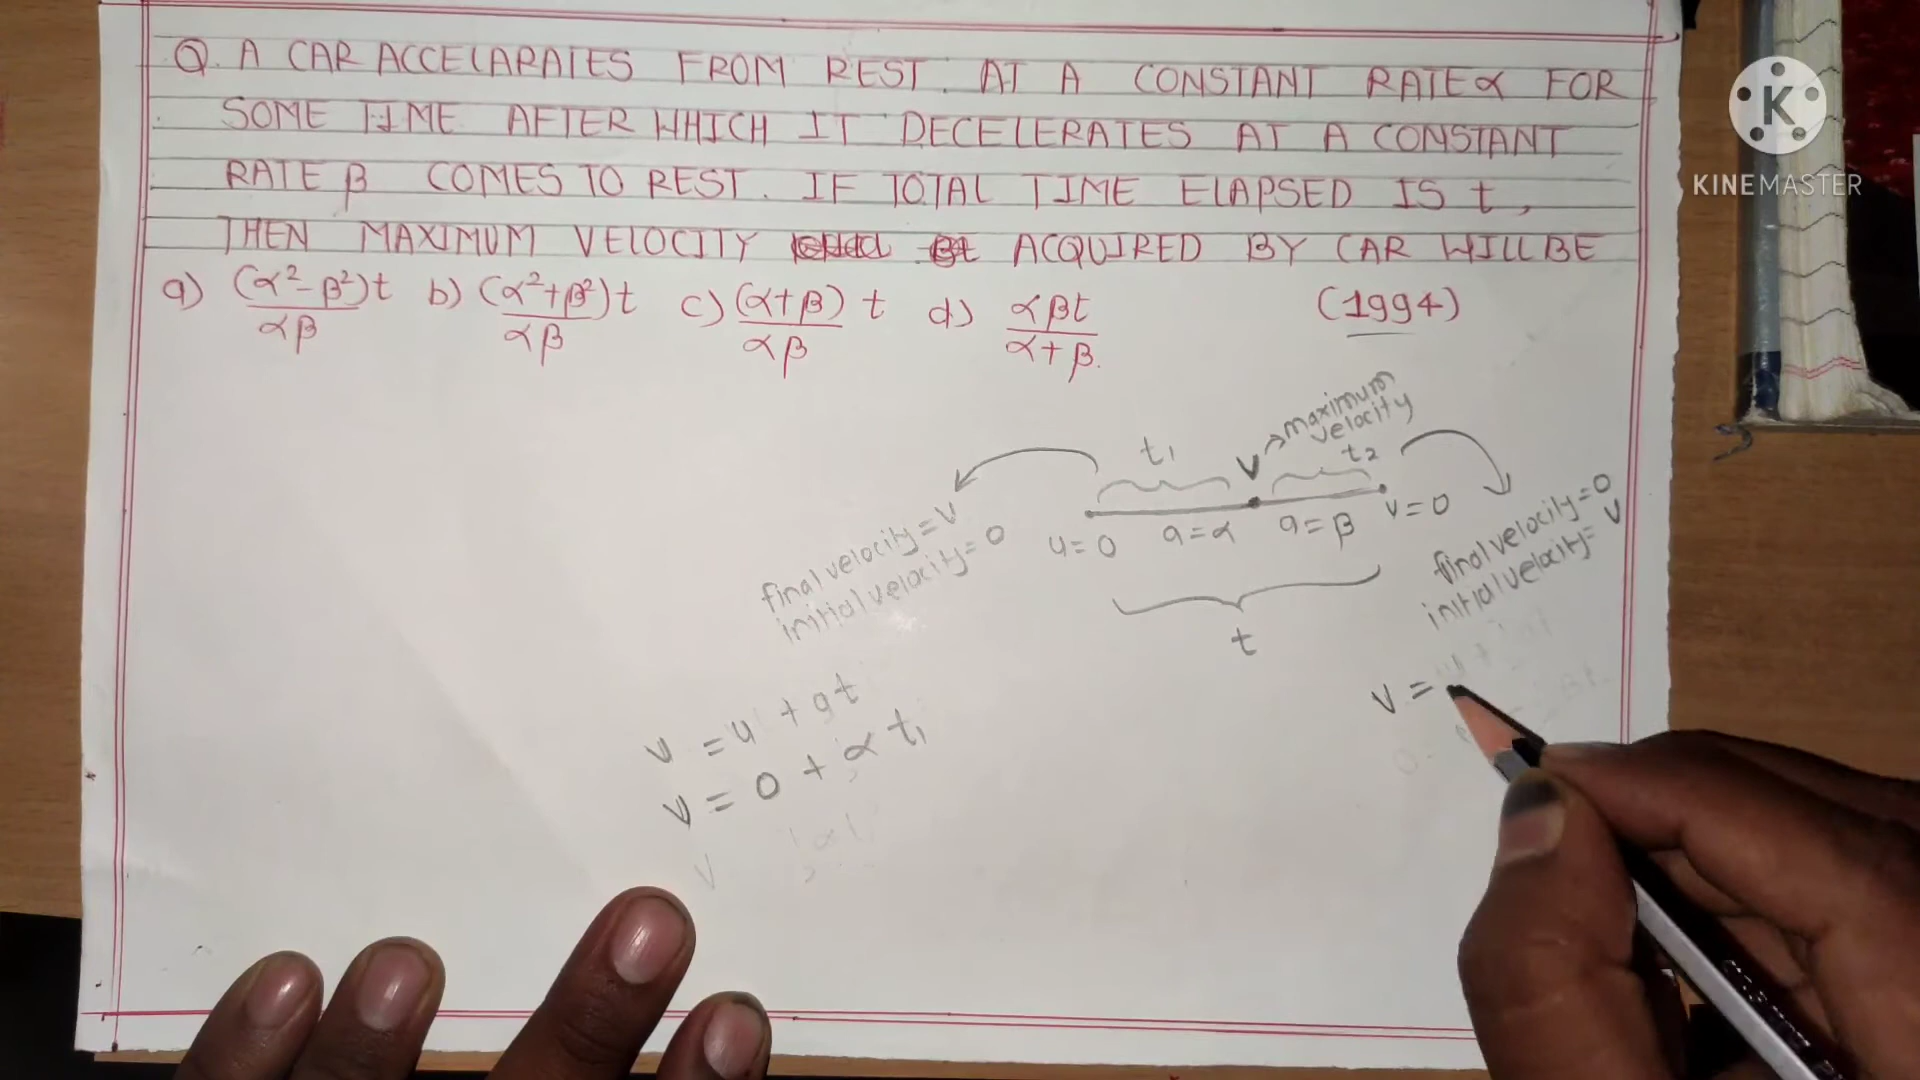 Q. A CAR ACCELARATES FROM REST. AT A CONSTANT RATE α FOR
SOME TIME AFTER WHICH IT DECELERATES AT A CONSTANT
RATE β COMES TO REST. IF TOTAL TIME ELAPSED IS t,
THEN MAXIMUM VELOCITY ACQUIRED BY CAR WILL BE
a) (α²-β²)t/αβ b) (α²+β²)t/αβ c) (α+β)t/αβ d) αβt/α+β. (1994)
K
KINEMASTER
t₁ V → maximum velocity t₂
u=0 a=α a=β v=0
t
final velocity = V
initial velocity = 0
final velocity = 0
initial velocity = V
v = u + at
v = 0 + α t₁
v =